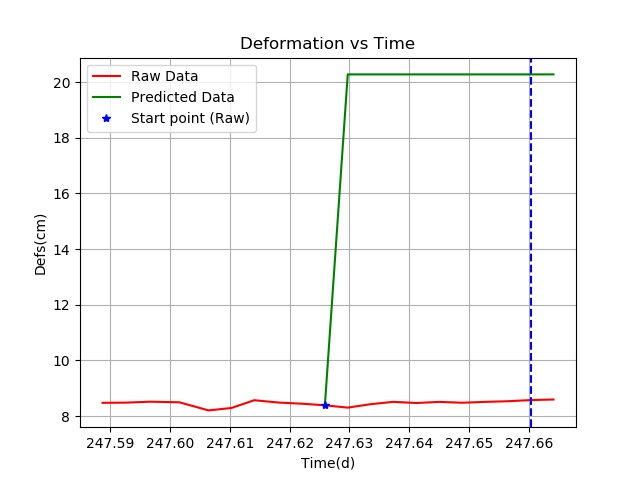 Deformation vs Time
Raw Data
Predicted Data
Start point (Raw)
Defs(cm)
20
18
16
14
12
10
8
247.59 247.60 247.61 247.62 247.63 247.64 247.65 247.66
Time(d)